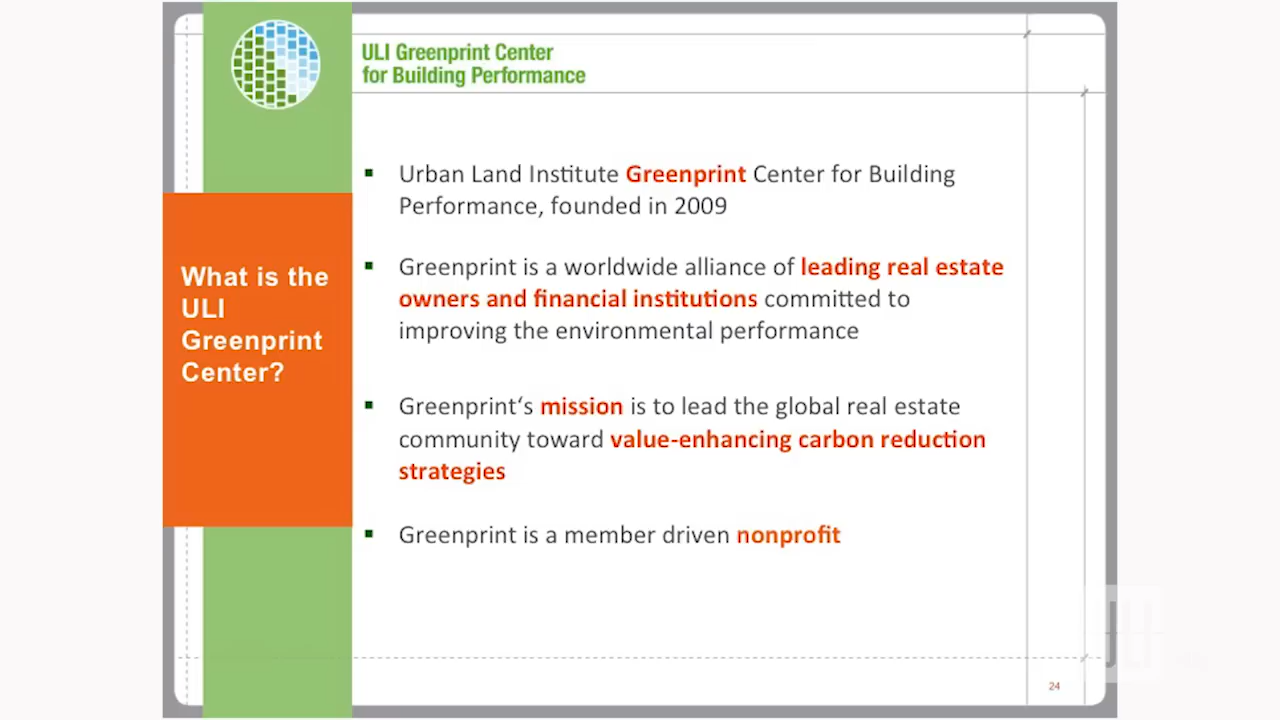 ULI Greenprint Center
for Building Performance
What is the
ULI
Greenprint
Center?
▪ Urban Land Institute Greenprint Center for Building
Performance, founded in 2009
▪ Greenprint is a worldwide alliance of leading real estate
owners and financial institutions committed to
improving the environmental performance
▪ Greenprint‘s mission is to lead the global real estate
community toward value-enhancing carbon reduction
strategies
▪ Greenprint is a member driven nonprofit
24
ULI